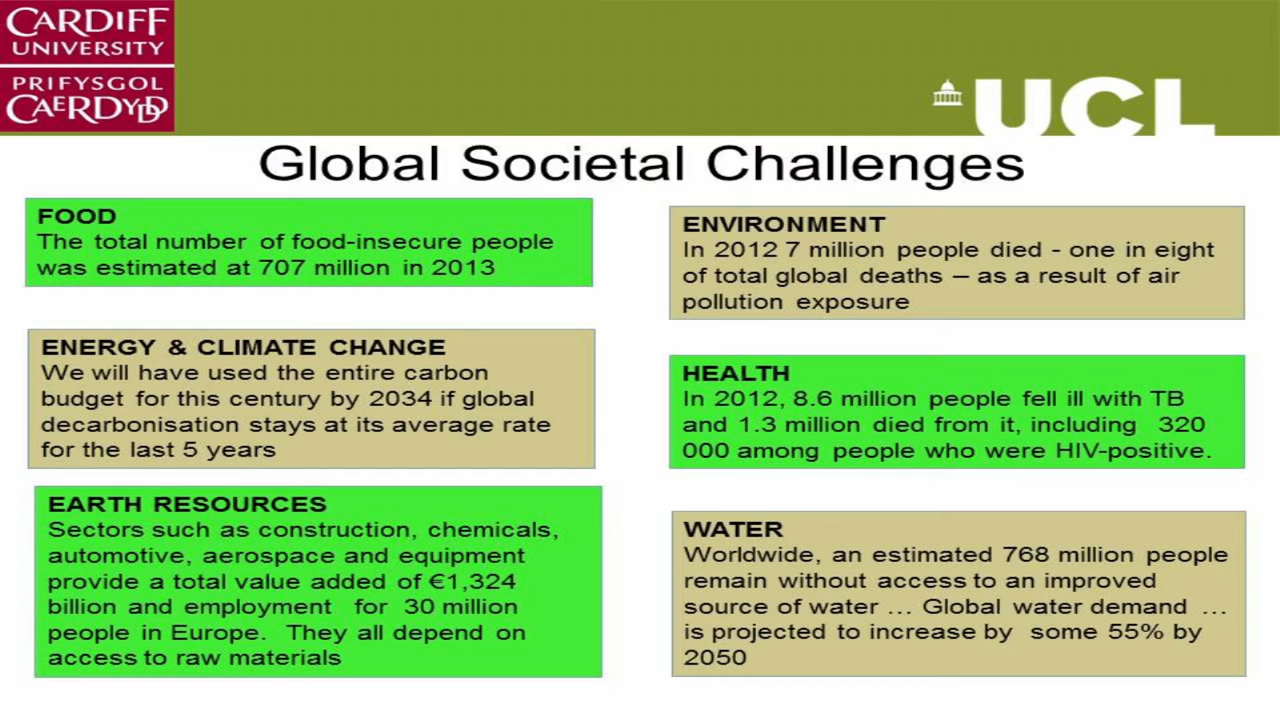 CARDIFF
UNIVERSITY
PRIFYSGOL
CAERDYDD
UCL
Global Societal Challenges
FOOD
The total number of food-insecure people
was estimated at 707 million in 2013
ENERGY & CLIMATE CHANGE
We will have used the entire carbon
budget for this century by 2034 if global
decarbonisation stays at its average rate
for the last 5 years
EARTH RESOURCES
Sectors such as construction, chemicals,
automotive, aerospace and equipment
provide a total value added of €1,324
billion and employment for 30 million
people in Europe. They all depend on
access to raw materials
ENVIRONMENT
In 2012 7 million people died - one in eight
of total global deaths – as a result of air
pollution exposure
HEALTH
In 2012, 8.6 million people fell ill with TB
and 1.3 million died from it, including 320
000 among people who were HIV-positive.
WATER
Worldwide, an estimated 768 million people
remain without access to an improved
source of water … Global water demand …
is projected to increase by some 55% by
2050